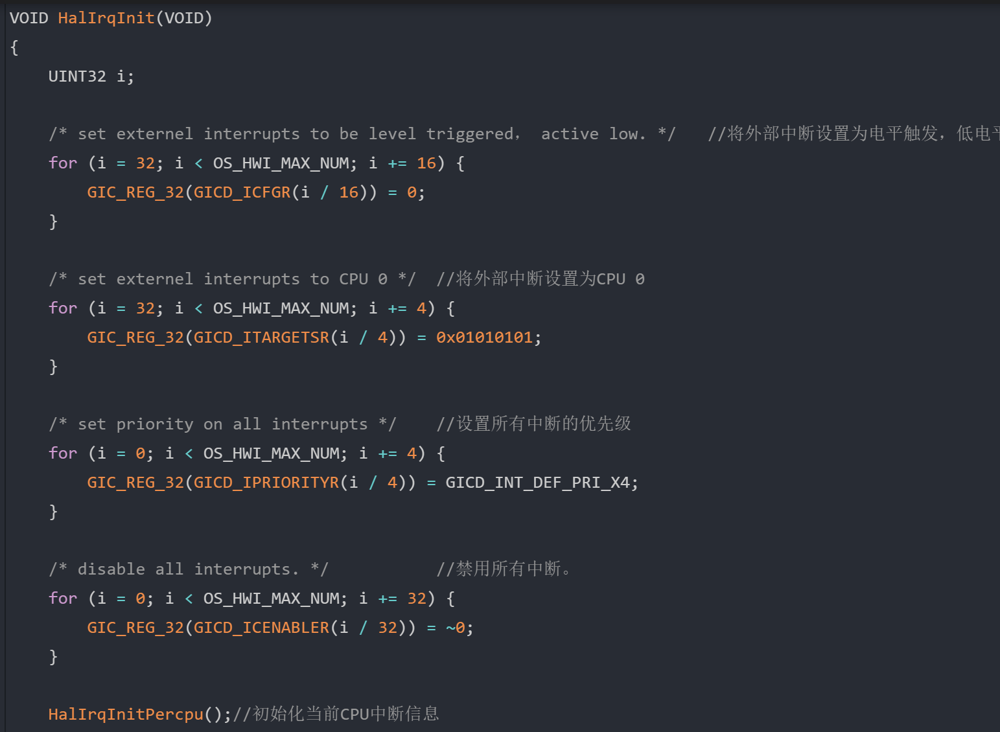 VOID HalIrqInit(VOID)
{
    UINT32 i;
    /* set externel interrupts to be level triggered， active low. */   //将外部中断设置为电平触发，低电
    for (i = 32; i < OS_HWI_MAX_NUM; i += 16) {
        GIC_REG_32(GICD_ICFGR(i / 16)) = 0;
    }
    /* set externel interrupts to CPU 0 */  //将外部中断设置为CPU 0
    for (i = 32; i < OS_HWI_MAX_NUM; i += 4) {
        GIC_REG_32(GICD_ITARGETSR(i / 4)) = 0x01010101;
    }
    /* set priority on all interrupts */    //设置所有中断的优先级
    for (i = 0; i < OS_HWI_MAX_NUM; i += 4) {
        GIC_REG_32(GICD_IPRIORITYR(i / 4)) = GICD_INT_DEF_PRI_X4;
    }
    /* disable all interrupts. */           //禁用所有中断。
    for (i = 0; i < OS_HWI_MAX_NUM; i += 32) {
        GIC_REG_32(GICD_ICENABLER(i / 32)) = ~0;
    }
    HalIrqInitPercpu();//初始化当前CPU中断信息